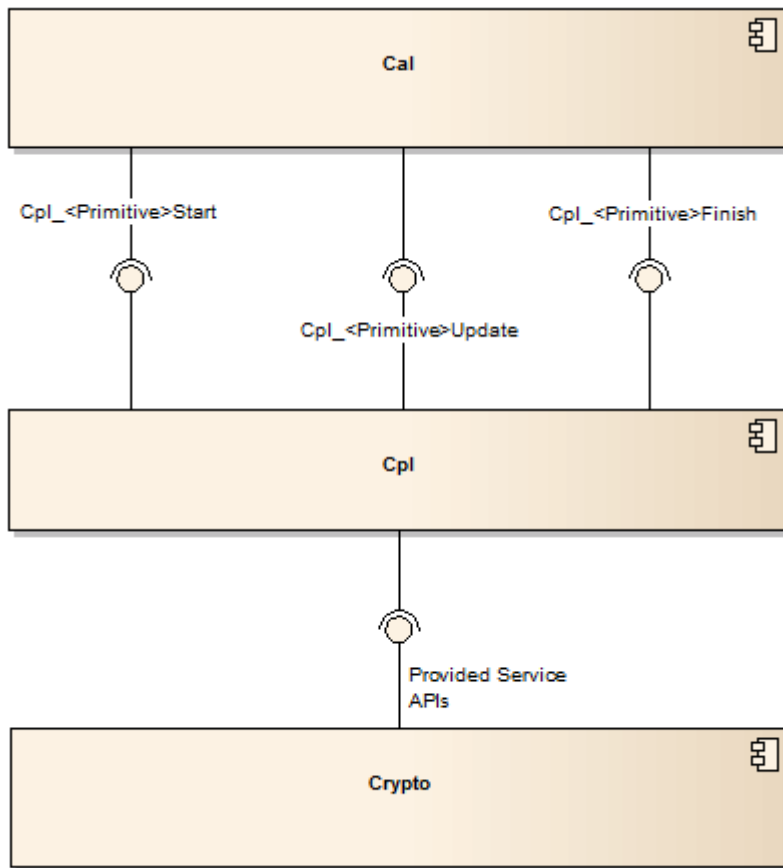 Cal
Cpl_<Primitive>Start
Cpl_<Primitive>Finish
Cpl_<Primitive>Update
Cpl
Provided Service
APIs
Crypto